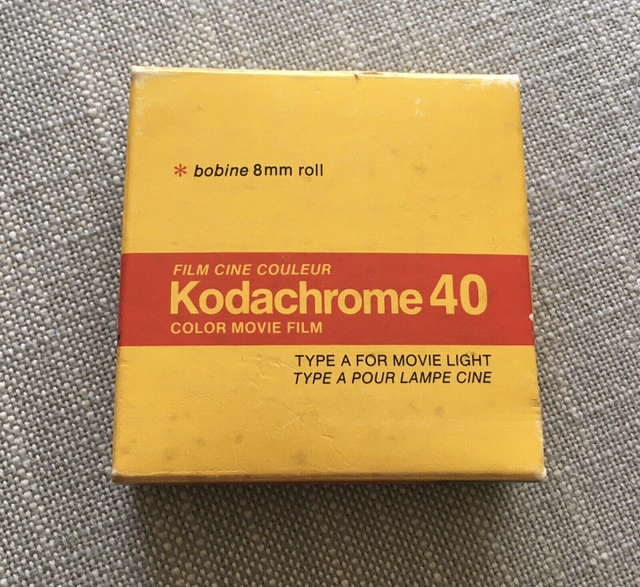 * bobine 8mm roll
FILM CINE COULEUR
Kodachrome 40
COLOR MOVIE FILM
TYPE A FOR MOVIE LIGHT
TYPE A POUR LAMPE CINE